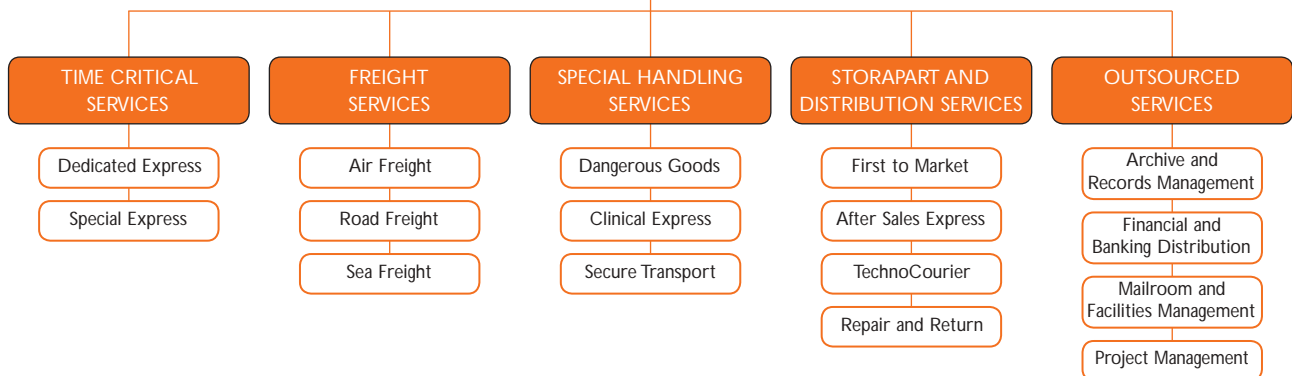 TIME CRITICAL
SERVICES
Dedicated Express
Special Express
FREIGHT
SERVICES
Air Freight
Road Freight
Sea Freight
SPECIAL HANDLING
SERVICES
Dangerous Goods
Clinical Express
Secure Transport
STORAPART AND
DISTRIBUTION SERVICES
First to Market
After Sales Express
TechnoCourier
Repair and Return
OUTSOURCED
SERVICES
Archive and
Records Management
Financial and
Banking Distribution
Mailroom and
Facilities Management
Project Management